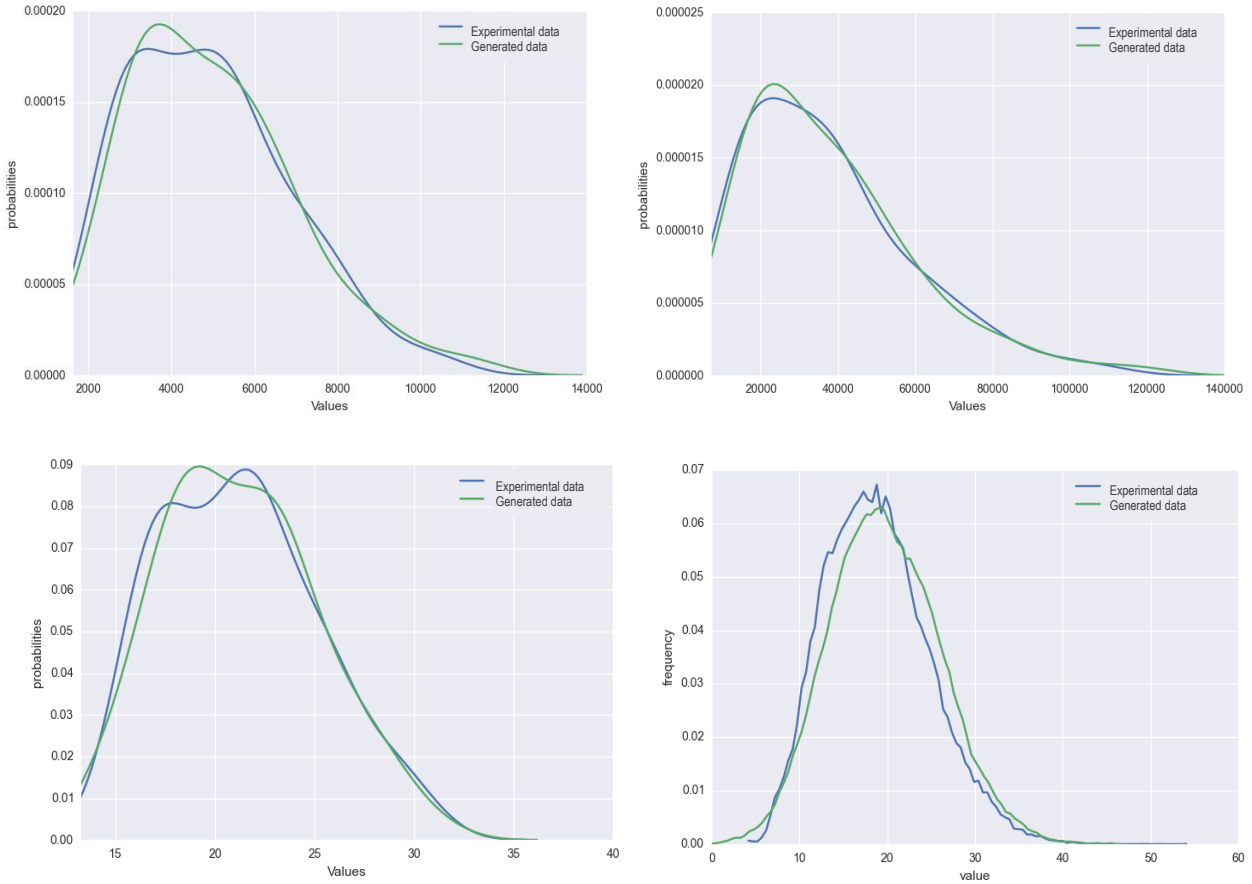 0.00020
0.00015
0.00010
0.00005
0.00000
probabilities
2000 4000 6000 8000 10000 12000 14000
Values
Experimental data
Generated data
0.000025
0.000020
0.000015
0.000010
0.000005
0.000000
probabilities
20000 40000 60000 80000 100000 120000 140000
Values
Experimental data
Generated data
0.09
0.08
0.07
0.06
0.05
0.04
0.03
0.02
0.01
0.00
probabilities
15 20 25 30 35 40
Values
Experimental data
Generated data
0.07
0.06
0.05
0.04
0.03
0.02
0.01
0.00
frequency
0 10 20 30 40 50 60
value
Experimental data
Generated data